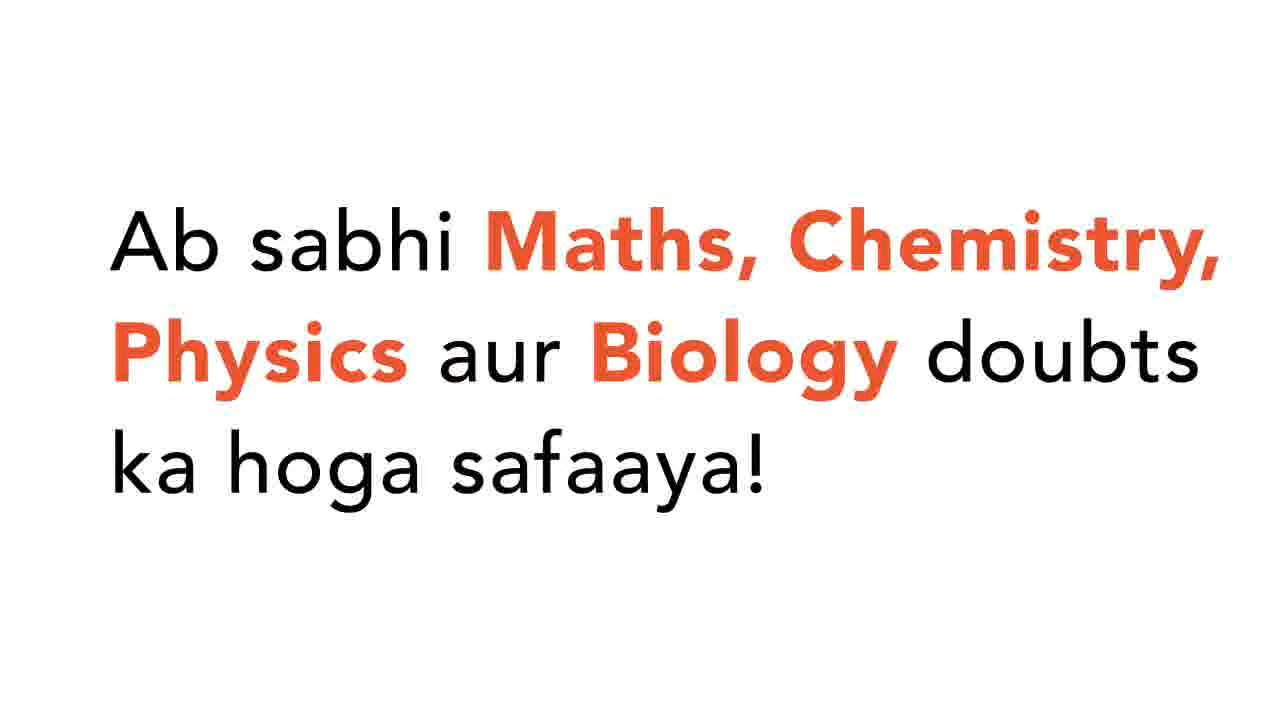 Ab sabhi Maths, Chemistry,
Physics aur Biology doubts
ka hoga safaaya!